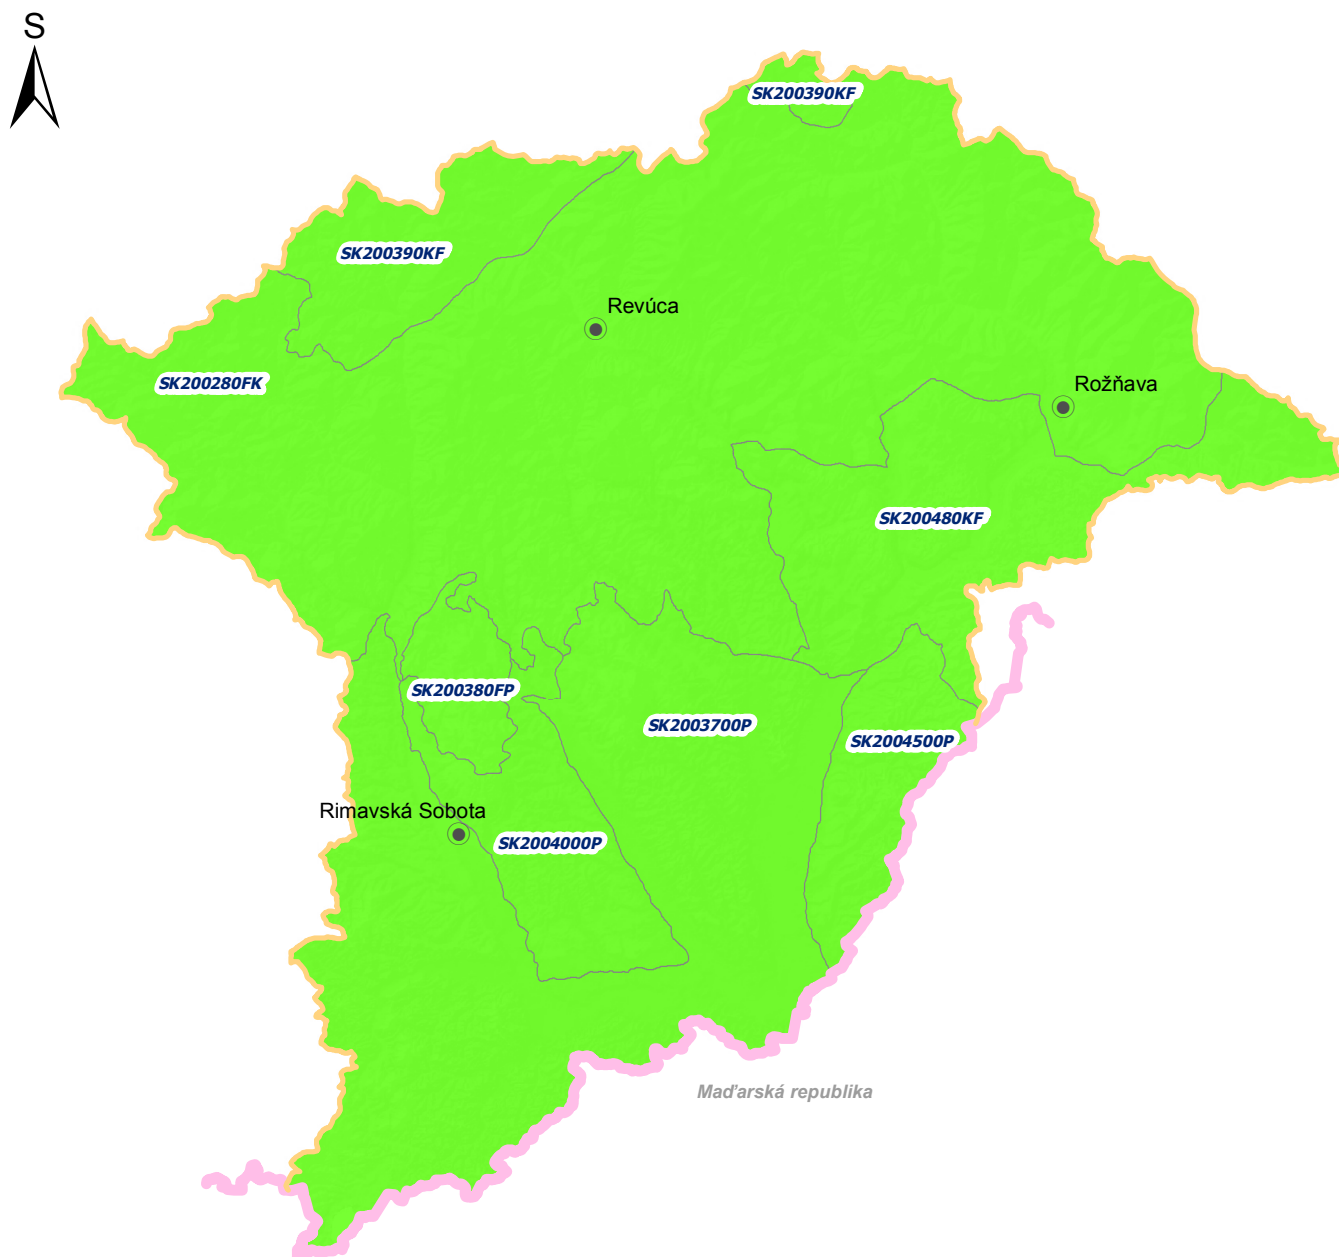 S
SK200390KF
SK200390KF
Revúca
SK200280FK
Rožňava
SK200480KF
SK200380FP
SK2003700P
SK2004500P
Rimavská Sobota
SK2004000P
Maďarská republika